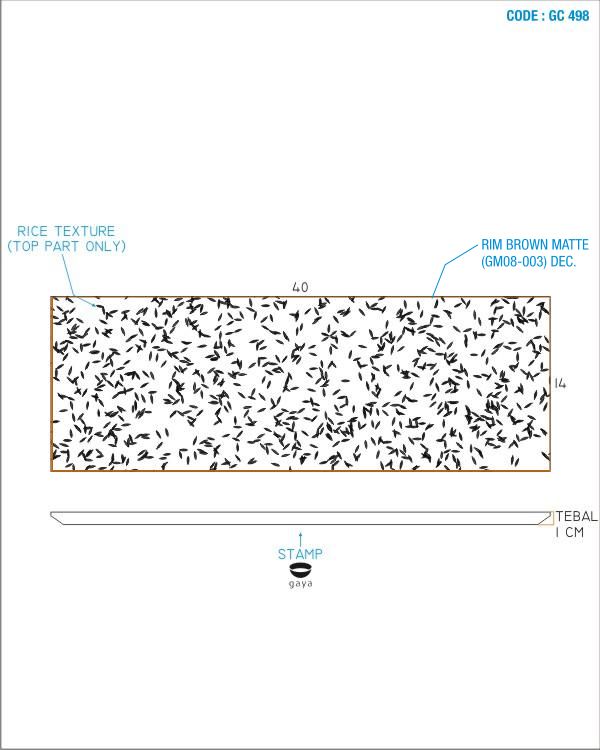 CODE : GC 498
RICE TEXTURE
(TOP PART ONLY)
RIM BROWN MATTE
(GM08-003) DEC.
40
14
TEBAL
1 CM
STAMP
gaya